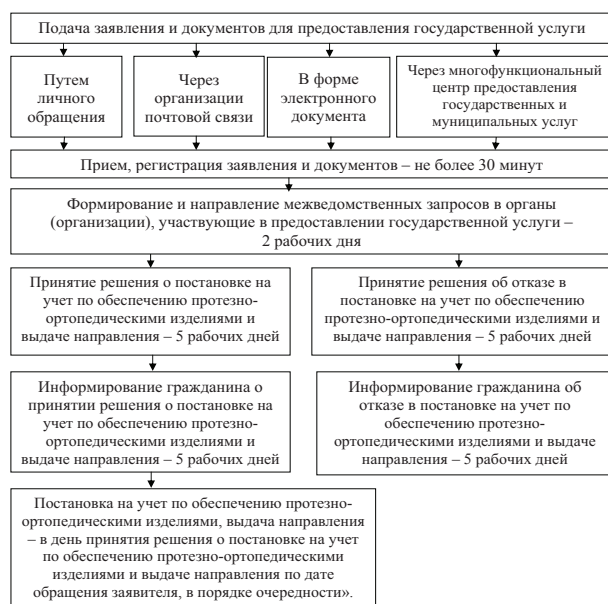 Подача заявления и документов для предоставления государственной услуги
Путем
личного
обращения
Через
организации
почтовой связи
В форме
электронного
документа
Через многофункциональный
центр предоставления
государственных и
муниципальных услуг
Прием, регистрация заявления и документов – не более 30 минут
Формирование и направление межведомственных запросов в органы
(организации), участвующие в предоставлении государственной услуги –
2 рабочих дня
Принятие решения о постановке на
учет по обеспечению протезно-
ортопедическими изделиями и
выдаче направления – 5 рабочих дней
Принятие решения об отказе в
постановке на учет по обеспечению
протезно-ортопедическими изделиями и
выдаче направления – 5 рабочих дней
Информирование гражданина о
принятии решения о постановке на
учет по обеспечению протезно-
ортопедическими изделиями и
выдаче направления – 5 рабочих дней
Информирование гражданина об
отказе в постановке на учет по
обеспечению протезно-
ортопедическими изделиями и выдаче
направления – 5 рабочих дней
Постановка на учет по обеспечению протезно-
ортопедическими изделиями, выдача направления
– в день принятия решения о постановке на учет
по обеспечению протезно-ортопедическими
изделиями и выдаче направления по дате
обращения заявителя, в порядке очередности».